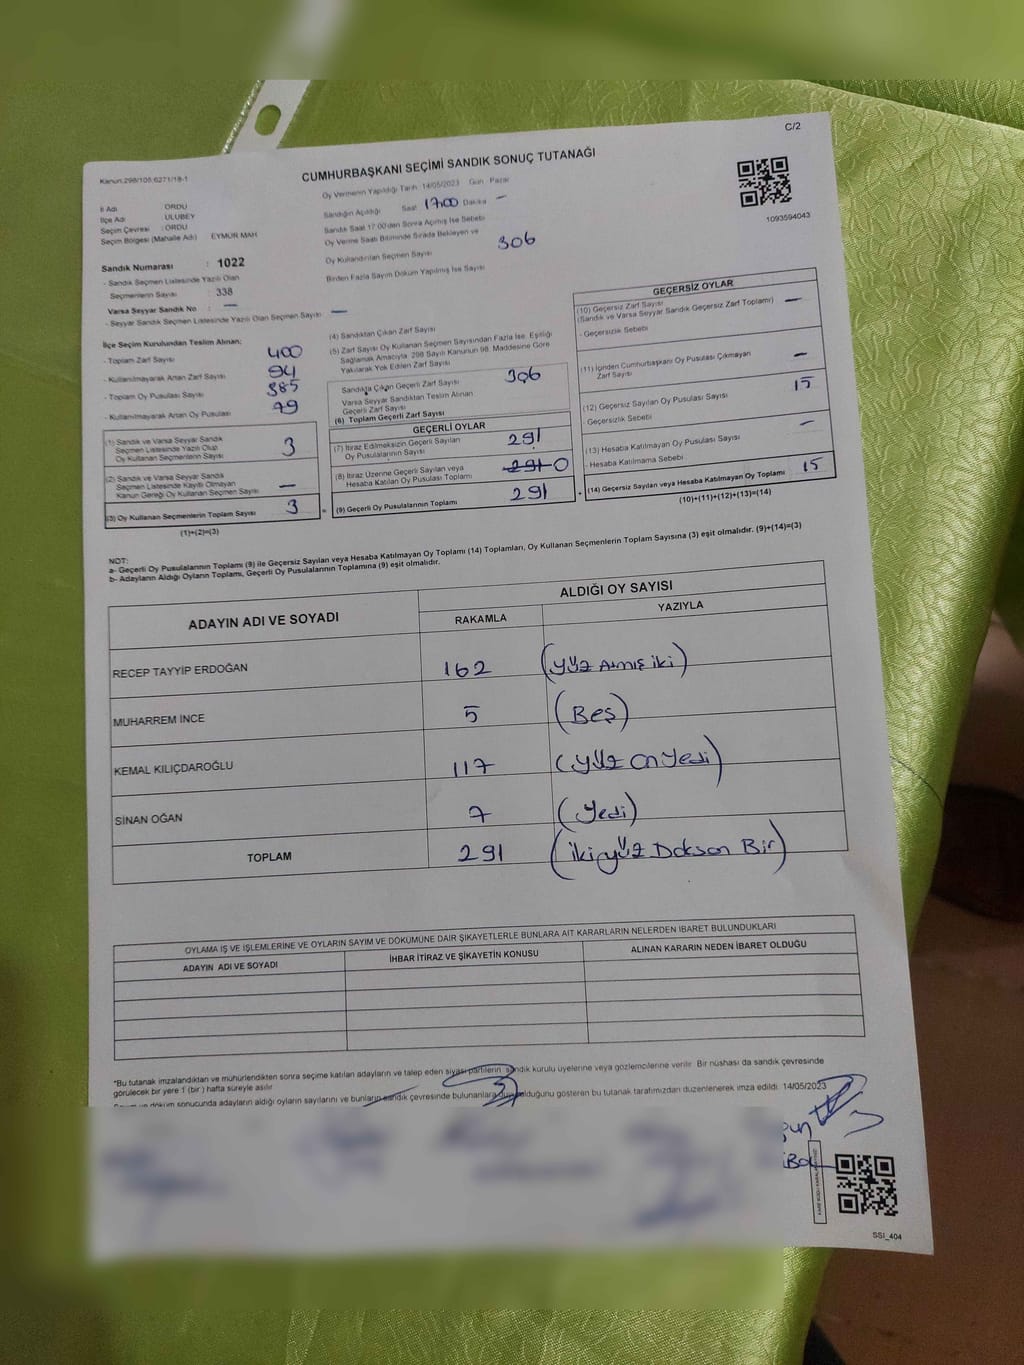 C/2
Kanun:298/105;6271/18-1
CUMHURBAŞKANI SEÇİMİ SANDIK SONUÇ TUTANAĞI
Oy Vermenin Yapıldığı Tarih: 14/05/2023 Gün : Pazar
1093594043
İl Adı : ORDU
İlçe Adı : ULUBEY
Seçim Çevresi : ORDU
Seçim Bölgesi (Mahalle Adı) EYMÜR MAH
Sandık Numarası : 1022
- Sandık Seçmen Listesinde Yazılı Olan
Seçmenlerin Sayısı : 338
Varsa Seyyar Sandık No : —
- Seyyar Sandık Seçmen Listesinde Yazılı Olan Seçmen Sayısı : —
Sandığın Açıldığı Saat 17:00 Dakika —
Sandık Saat 17.00'den Sonra Açılmış İse Sebebi
Oy Verme Saati Bitiminde Sırada Bekleyen ve
Oy Kullandırılan Seçmen Sayısı 306
Birden Fazla Sayım Döküm Yapılmış İse Sayısı
İlçe Seçim Kurulundan Teslim Alınan:
- Toplam Zarf Sayısı 400
- Kullanılmayarak Artan Zarf Sayısı 94
- Toplam Oy Pusulası Sayısı 385
- Kullanılmayarak Artan Oy Pusulası 79
(1) Sandık ve Varsa Seyyar Sandık
Seçmen Listesinde Yazılı Olup
Oy Kullanan Seçmenlerin Sayısı 3
(2) Sandık ve Varsa Seyyar Sandık
Seçmen Listesinde Kayıtlı Olmayan
Kanun Gereği Oy Kullanan Seçmen Sayısı —
(3) Oy Kullanan Seçmenlerin Toplam Sayısı 3
(1)+(2)=(3)
(4) Sandıktan Çıkan Zarf Sayısı
(5) Zarf Sayısı Oy Kullanan Seçmen Sayısından Fazla İse, Eşitliği
Sağlamak Amacıyla, 298 Sayılı Kanunun 98. Maddesine Göre
Yakılarak Yok Edilen Zarf Sayısı
Sandıkta Çıkan Geçerli Zarf Sayısı 306
Varsa Seyyar Sandıktan Teslim Alınan
Geçerli Zarf Sayısı
(6) Toplam Geçerli Zarf Sayısı
GEÇERLİ OYLAR
(7) İtiraz Edilmeksizin Geçerli Sayılan
Oy Pusulalarının Sayısı 291
(8) İtiraz Üzerine Geçerli Sayılan veya
Hesaba Katılan Oy Pusulası Toplamı 291 0
(9) Geçerli Oy Pusulalarının Toplamı 291
GEÇERSİZ OYLAR
(10) Geçersiz Zarf Sayısı
(Sandık ve Varsa Seyyar Sandık Geçersiz Zarf Toplamı) —
- Geçersizlik Sebebi
(11) İçinden Cumhurbaşkanı Oy Pusulası Çıkmayan
Zarf Sayısı —
(12) Geçersiz Sayılan Oy Pusulası Sayısı 15
- Geçersizlik Sebebi
(13) Hesaba Katılmayan Oy Pusulası Sayısı —
- Hesaba Katılmama Sebebi
(14) Geçersiz Sayılan veya Hesaba Katılmayan Oy Toplamı 15
(10)+(11)+(12)+(13)=(14)
NOT:
a- Geçerli Oy Pusulalarının Toplamı (9) ile Geçersiz Sayılan veya Hesaba Katılmayan Oy Toplamı (14) Toplamları, Oy Kullanan Seçmenlerin Toplam Sayısına (3) eşit olmalıdır. (9)+(14)=(3)
b- Adayların Aldığı Oyların Toplamı, Geçerli Oy Pusulalarının Toplamına (9) eşit olmalıdır.
ADAYIN ADI VE SOYADI
ALDIĞI OY SAYISI
RAKAMLA YAZIYLA
RECEP TAYYİP ERDOĞAN 162 (Yüz Atmış iki)
MUHARREM İNCE 5 (Beş)
KEMAL KILIÇDAROĞLU 117 (Yüz On Yedi)
SİNAN OĞAN 7 (Yedi)
TOPLAM 291 (iki yüz Doksan Bir)
OYLAMA İŞ VE İŞLEMLERİNE VE OYLARIN SAYIM VE DÖKÜMÜNE DAİR ŞİKAYETLERLE BUNLARA AİT KARARLARIN NELERDEN İBARET BULUNDUKLARI
ADAYIN ADI VE SOYADI İHBAR İTİRAZ VE ŞİKAYETİN KONUSU ALINAN KARARIN NEDEN İBARET OLDUĞU
*Bu tutanak imzalandıktan ve mühürlendikten sonra seçime katılan adayların ve talep eden siyasi partilerin sandık kurulu üyelerine veya gözlemcilerine verilir. Bir nüshası da sandık çevresinde
görülecek bir yere 1 (bir) hafta süreyle asılır
Sayım ve döküm sonucunda adayların aldığı oyların sayılarını ve bunların sandık çevresinde bulunanlara olduğunu gösteren bu tutanak tarafımızdan düzenlenerek imza edildi. 14/05/2023
SSI_404